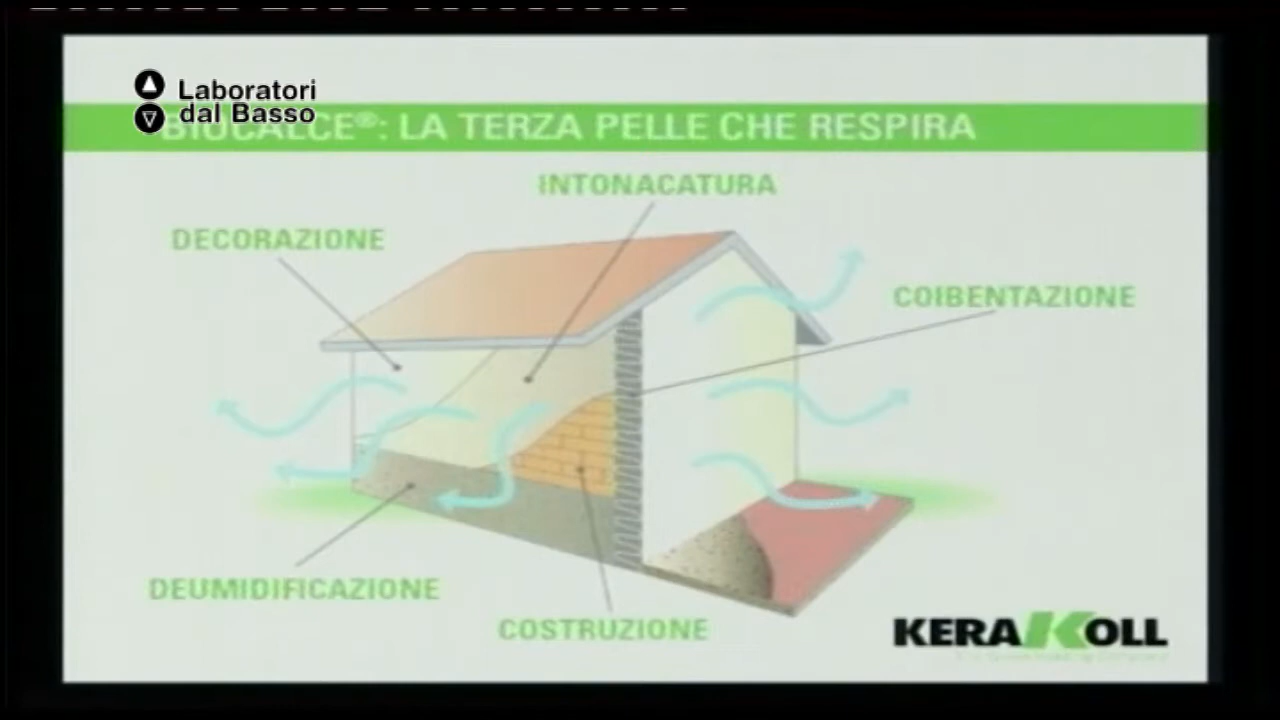 Laboratori
dal Basso
BIOCALCE®: LA TERZA PELLE CHE RESPIRA
INTONACATURA
DECORAZIONE
COIBENTAZIONE
DEUMIDIFICAZIONE
COSTRUZIONE
KERAKOLL